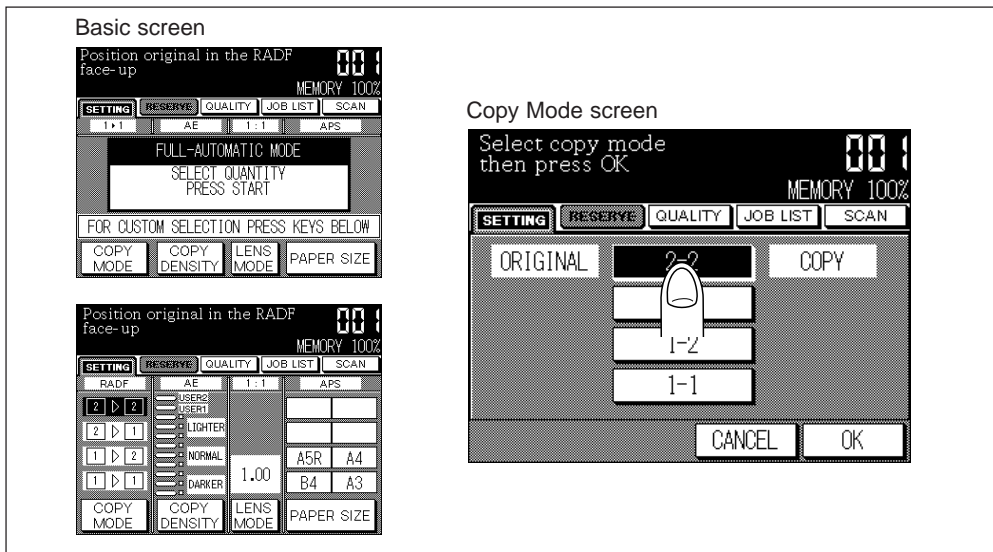 Basic screen
Position original in the RADF
face-up
001
MEMORY 100%
SETTING RESERVE QUALITY JOB LIST SCAN
1▸1 AE 1:1 APS
FULL-AUTOMATIC MODE
SELECT QUANTITY
PRESS START
FOR CUSTOM SELECTION PRESS KEYS BELOW
COPY MODE COPY DENSITY LENS MODE PAPER SIZE
Position original in the RADF
face-up
001
MEMORY 100%
SETTING RESERVE QUALITY JOB LIST SCAN
RADF AE 1:1 APS
2 ▷ 2 USER2
USER1
2 ▷ 1 LIGHTER
1 ▷ 2 NORMAL 1.00 A5R A4
1 ▷ 1 DARKER B4 A3
COPY MODE COPY DENSITY LENS MODE PAPER SIZE
Copy Mode screen
Select copy mode
then press OK
001
MEMORY 100%
SETTING RESERVE QUALITY JOB LIST SCAN
ORIGINAL 2-2 COPY
1-2
1-1
CANCEL OK